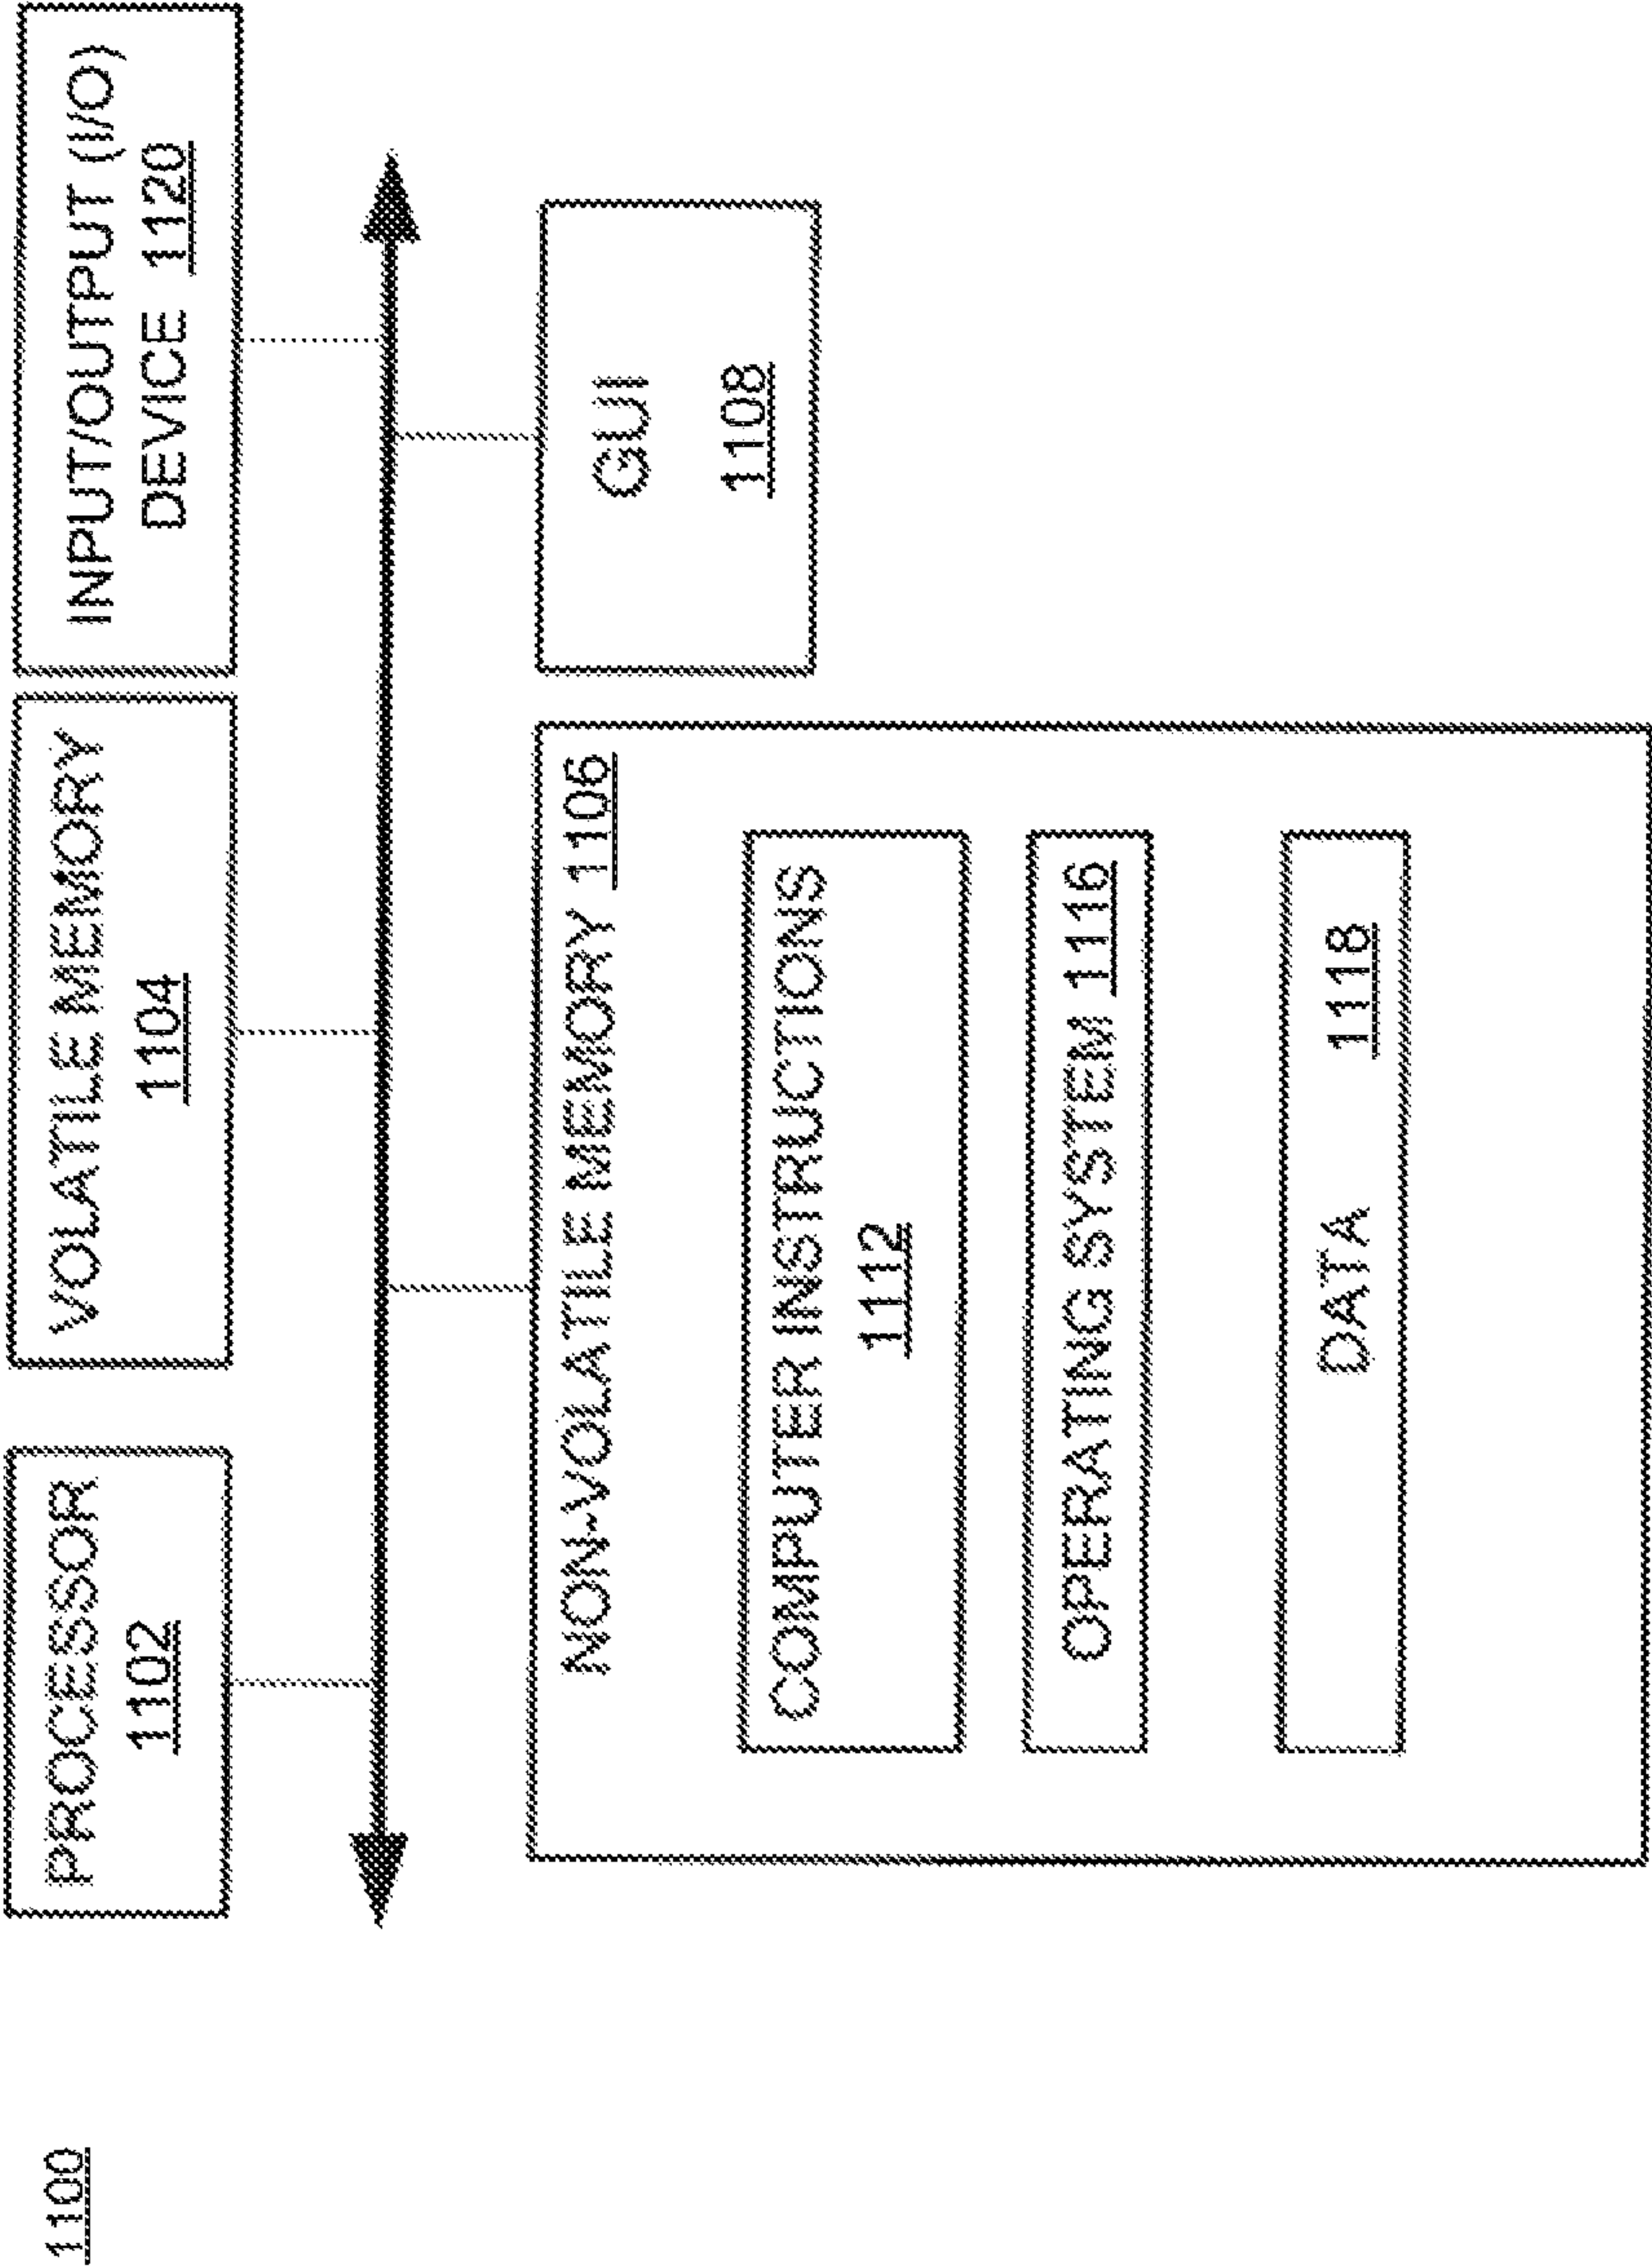 1100
PROCESSOR
1102
VOLATILE MEMORY
1104
INPUT/OUTPUT (I/O)
DEVICE 1120
NON-VOLATILE MEMORY 1106
COMPUTER INSTRUCTIONS
1112
OPERATING SYSTEM 1116
DATA 1118
GUI
1108